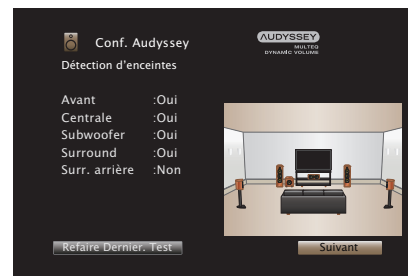 Conf. Audyssey
AUDYSSEY
MULTEQ
DYNAMIC VOLUME
Détection d'enceintes
Avant :Oui
Centrale :Oui
Subwoofer :Oui
Surround :Oui
Surr. arrière :Non
Refaire Dernier. Test
Suivant